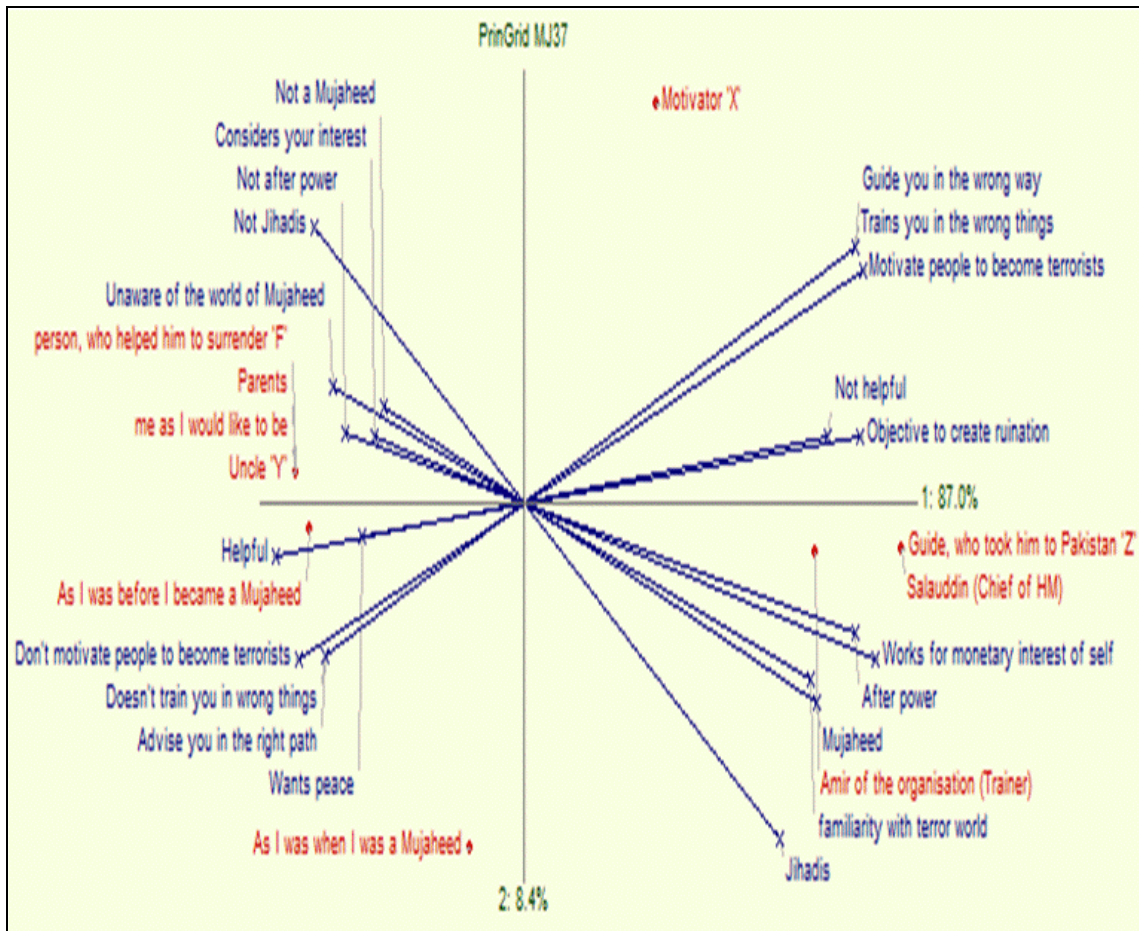 PrinGrid MJ37
Not a Mujaheed
Motivator 'X'
Considers your interest
Not after power
Guide you in the wrong way
Not Jihadis
Trains you in the wrong things
Motivate people to become terrorists
Unaware of the world of Mujaheed
person, who helped him to surrender 'F'
Parents
Not helpful
me as I would like to be
Objective to create ruination
Uncle 'Y'
1: 87.0%
Helpful
Guide, who took him to Pakistan 'Z'
As I was before I became a Mujaheed
Salauddin (Chief of HM)
Don't motivate people to become terrorists
Works for monetary interest of self
Doesn't train you in wrong things
After power
Advise you in the right path
Mujaheed
Wants peace
Amir of the organisation (Trainer)
familiarity with terror world
As I was when I was a Mujaheed
Jihadis
2: 8.4%